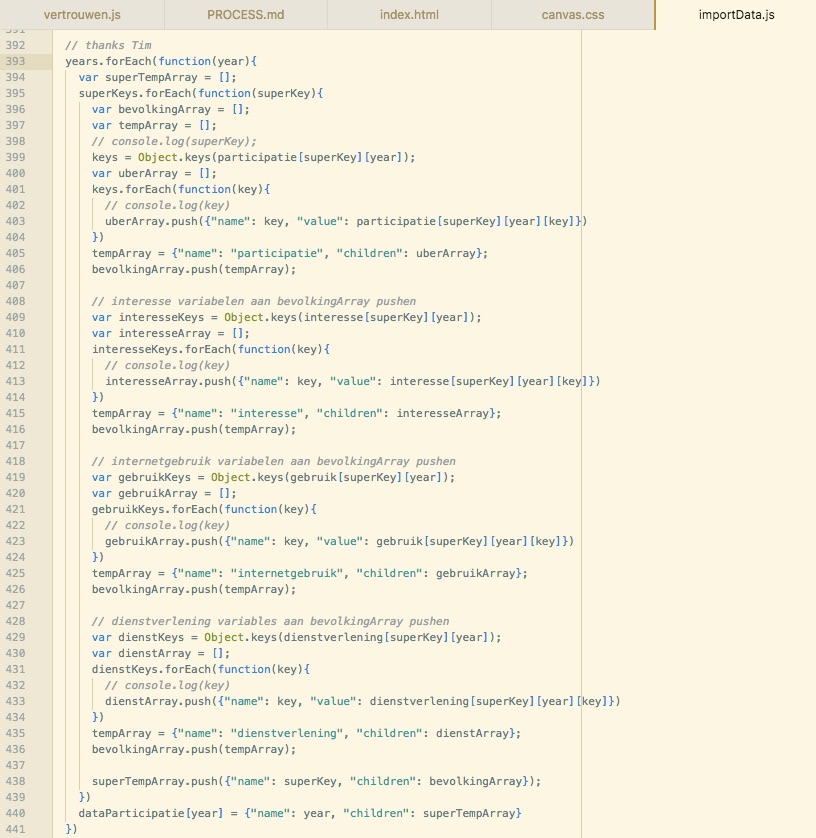 vertrouwen.js PROCESS.md index.html canvas.css importData.js
391
392 // thanks Tim
393 years.forEach(function(year){
394 var superTempArray = [];
395 superKeys.forEach(function(superKey){
396 var bevolkingArray = [];
397 var tempArray = [];
398 // console.log(superKey);
399 keys = Object.keys(participatie[superKey][year]);
400 var uberArray = [];
401 keys.forEach(function(key){
402 // console.log(key)
403 uberArray.push({"name": key, "value": participatie[superKey][year][key]})
404 })
405 tempArray = {"name": "participatie", "children": uberArray};
406 bevolkingArray.push(tempArray);
407
408 // interesse variabelen aan bevolkingArray pushen
409 var interesseKeys = Object.keys(interesse[superKey][year]);
410 var interesseArray = [];
411 interesseKeys.forEach(function(key){
412 // console.log(key)
413 interesseArray.push({"name": key, "value": interesse[superKey][year][key]})
414 })
415 tempArray = {"name": "interesse", "children": interesseArray};
416 bevolkingArray.push(tempArray);
417
418 // internetgebruik variabelen aan bevolkingArray pushen
419 var gebruikKeys = Object.keys(gebruik[superKey][year]);
420 var gebruikArray = [];
421 gebruikKeys.forEach(function(key){
422 // console.log(key)
423 gebruikArray.push({"name": key, "value": gebruik[superKey][year][key]})
424 })
425 tempArray = {"name": "internetgebruik", "children": gebruikArray};
426 bevolkingArray.push(tempArray);
427
428 // dienstverlening variables aan bevolkingArray pushen
429 var dienstKeys = Object.keys(dienstverlening[superKey][year]);
430 var dienstArray = [];
431 dienstKeys.forEach(function(key){
432 // console.log(key)
433 dienstArray.push({"name": key, "value": dienstverlening[superKey][year][key]})
434 })
435 tempArray = {"name": "dienstverlening", "children": dienstArray};
436 bevolkingArray.push(tempArray);
437
438 superTempArray.push({"name": superKey, "children": bevolkingArray});
439 })
440 dataParticipatie[year] = {"name": year, "children": superTempArray}
441 })